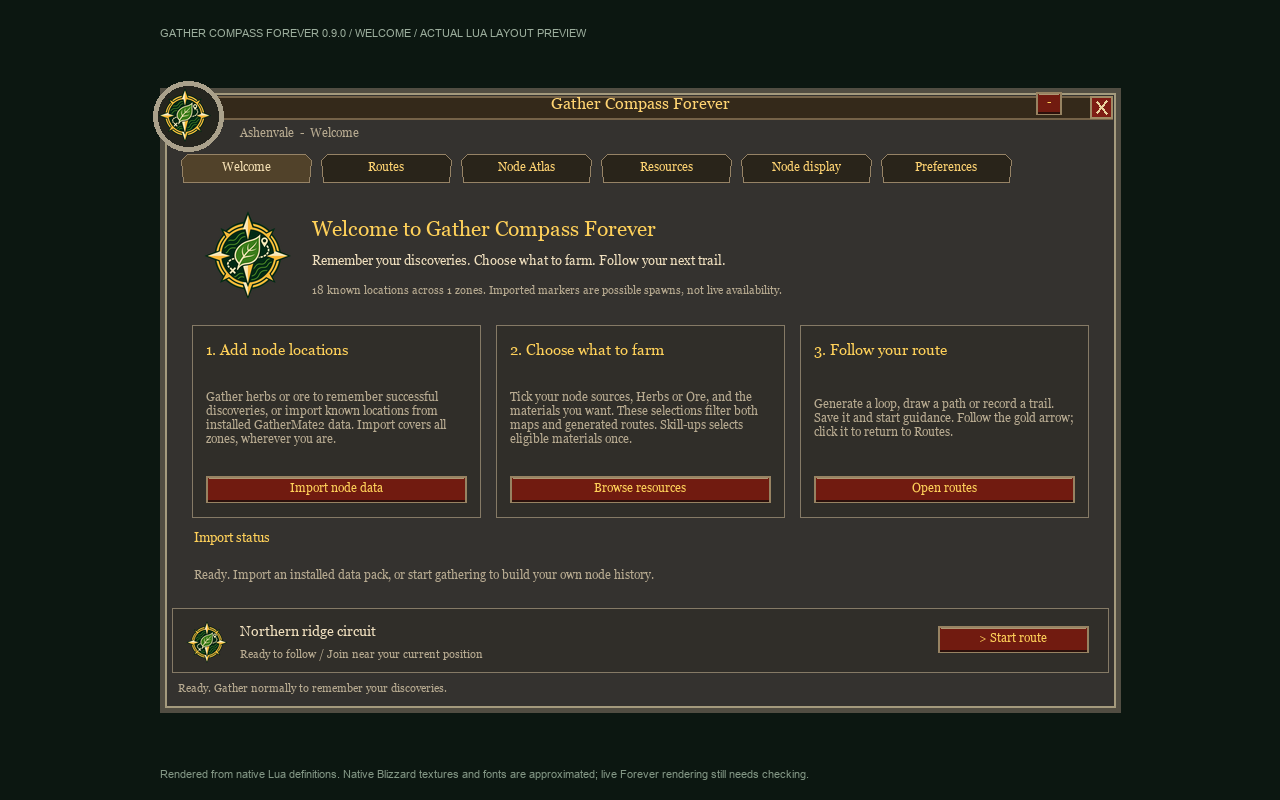 GATHER COMPASS FOREVER 0.9.0 / WELCOME / ACTUAL LUA LAYOUT PREVIEW
Gather Compass Forever
-
X
Ashenvale - Welcome
Welcome
Routes
Node Atlas
Resources
Node display
Preferences
Welcome to Gather Compass Forever
Remember your discoveries. Choose what to farm. Follow your next trail.
18 known locations across 1 zones. Imported markers are possible spawns, not live availability.
1. Add node locations
Gather herbs or ore to remember successful
discoveries, or import known locations from
installed GatherMate2 data. Import covers all
zones, wherever you are.
Import node data
2. Choose what to farm
Tick your node sources, Herbs or Ore, and the
materials you want. These selections filter both
maps and generated routes. Skill-ups selects
eligible materials once.
Browse resources
3. Follow your route
Generate a loop, draw a path or record a trail.
Save it and start guidance. Follow the gold arrow;
click it to return to Routes.
Open routes
Import status
Ready. Import an installed data pack, or start gathering to build your own node history.
Northern ridge circuit
Ready to follow / Join near your current position
> Start route
Ready. Gather normally to remember your discoveries.
Rendered from native Lua definitions. Native Blizzard textures and fonts are approximated; live Forever rendering still needs checking.